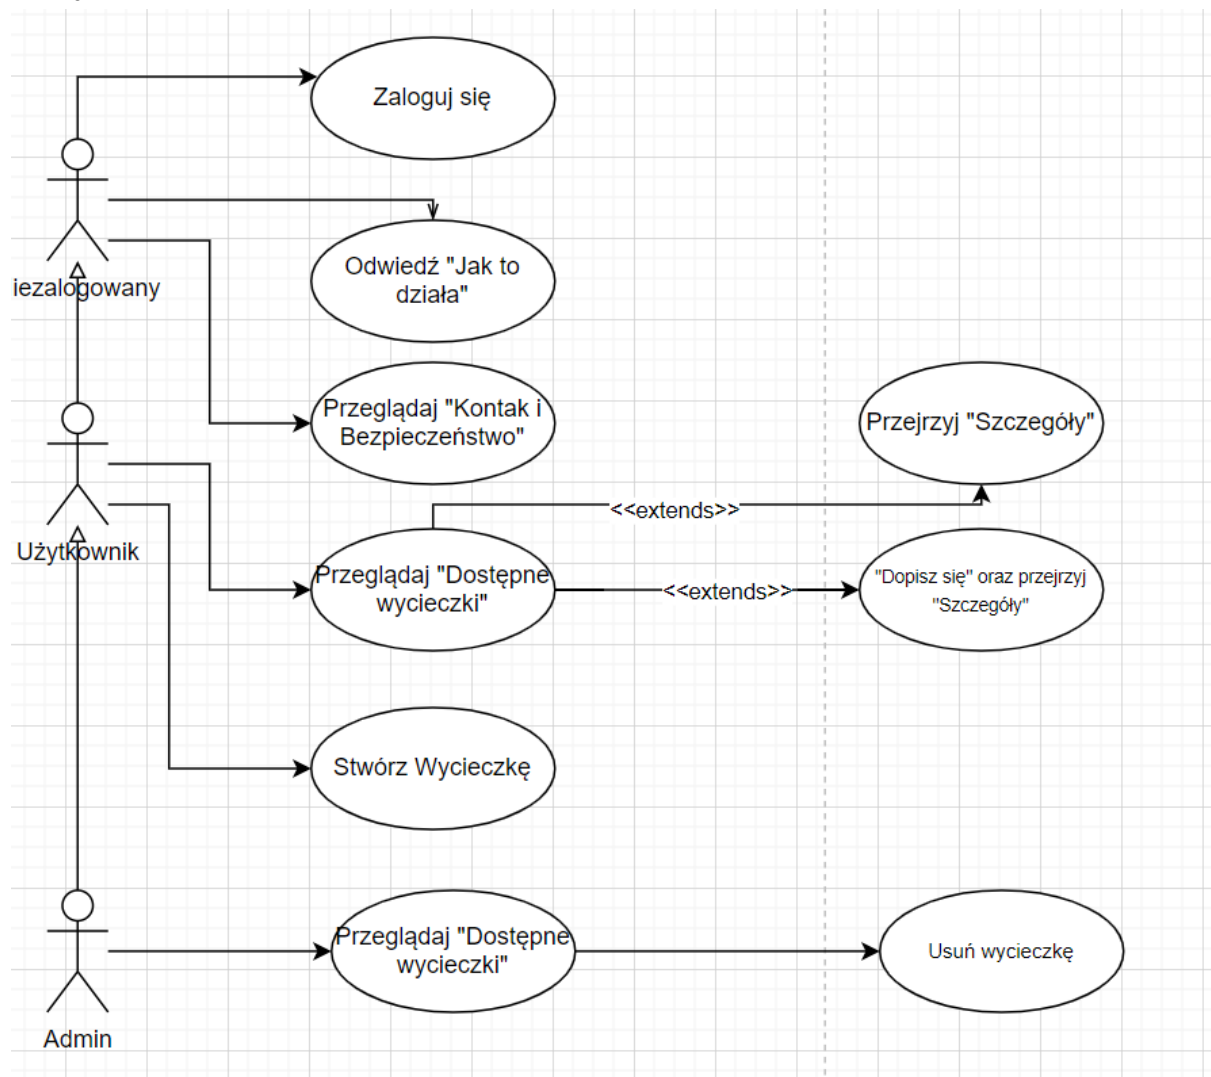 Zaloguj się
Odwiedź "Jak to
działa"
iezalogowany
Przeglądaj "Kontak i
Bezpieczeństwo"
Przejrzyj "Szczegóły"
<<extends>>
Użytkownik
Przeglądaj "Dostępne
wycieczki"
<<extends>>
"Dopisz się" oraz przejrzyj
"Szczegóły"
Stwórz Wycieczkę
Przeglądaj "Dostępne
wycieczki"
Usuń wycieczkę
Admin